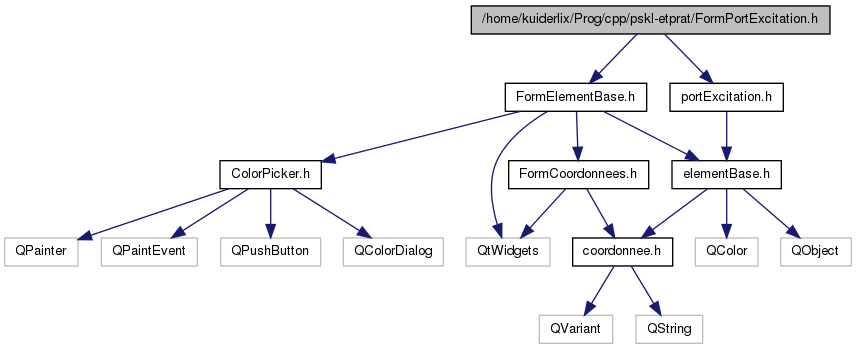 /home/kuiderlix/Prog/cpp/pskl-etprat/FormPortExcitation.h
FormElementBase.h
portExcitation.h
ColorPicker.h
FormCoordonnees.h
elementBase.h
QPainter
QPaintEvent
QPushButton
QColorDialog
QtWidgets
coordonnee.h
QColor
QObject
QVariant
QString